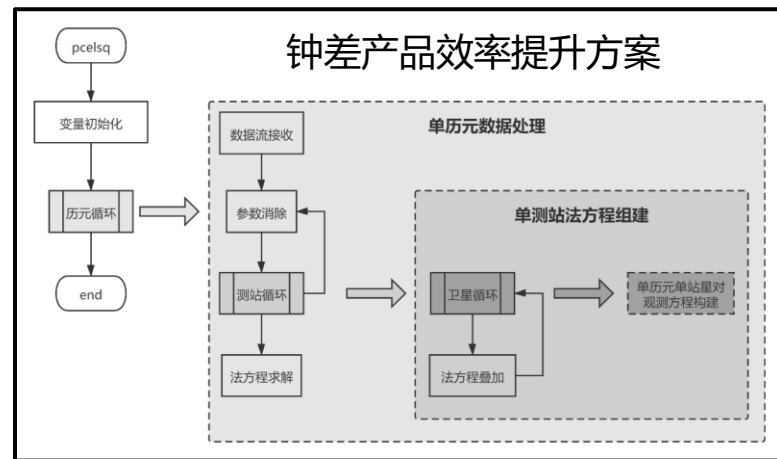 钟差产品效率提升方案
pcelsq
变量初始化
历元循环
end
单历元数据处理
数据流接收
参数消除
测站循环
法方程求解
单测站法方程组建
卫星循环
法方程叠加
单历元单站星对
观测方程构建